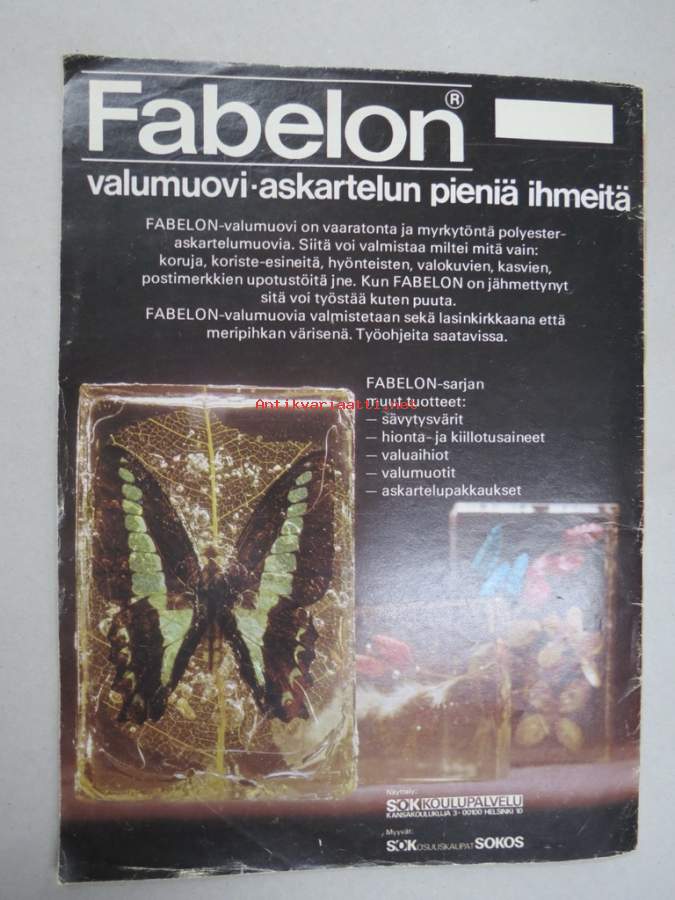 Fabelon®
valumuovi·askartelun pieniä ihmeitä
FABELON-valumuovi on vaaratonta ja myrkytöntä polyester-
askartelumuovia. Siitä voi valmistaa miltei mitä vain:
koruja, koriste-esineitä, hyönteisten, valokuvien, kasvien,
postimerkkien upotustöitä jne. Kun FABELON on jähmettynyt
sitä voi työstää kuten puuta.
FABELON-valumuovia valmistetaan sekä lasinkirkkaana että
meripihkan värisenä. Työohjeita saatavissa.
FABELON-sarjan
muut tuotteet:
Antikvariaatti.net
— sävytysvärit
— hionta- ja kiillotusaineet
— valuaihiot
— valumuotit
— askartelupakkaukset
Näyttely:
SOK KOULUPALVELU
KANSAKOULUKUJA 3 · 00100 HELSINKI 10
Myyvät:
SOK OSUUSKAUPAT SOKOS